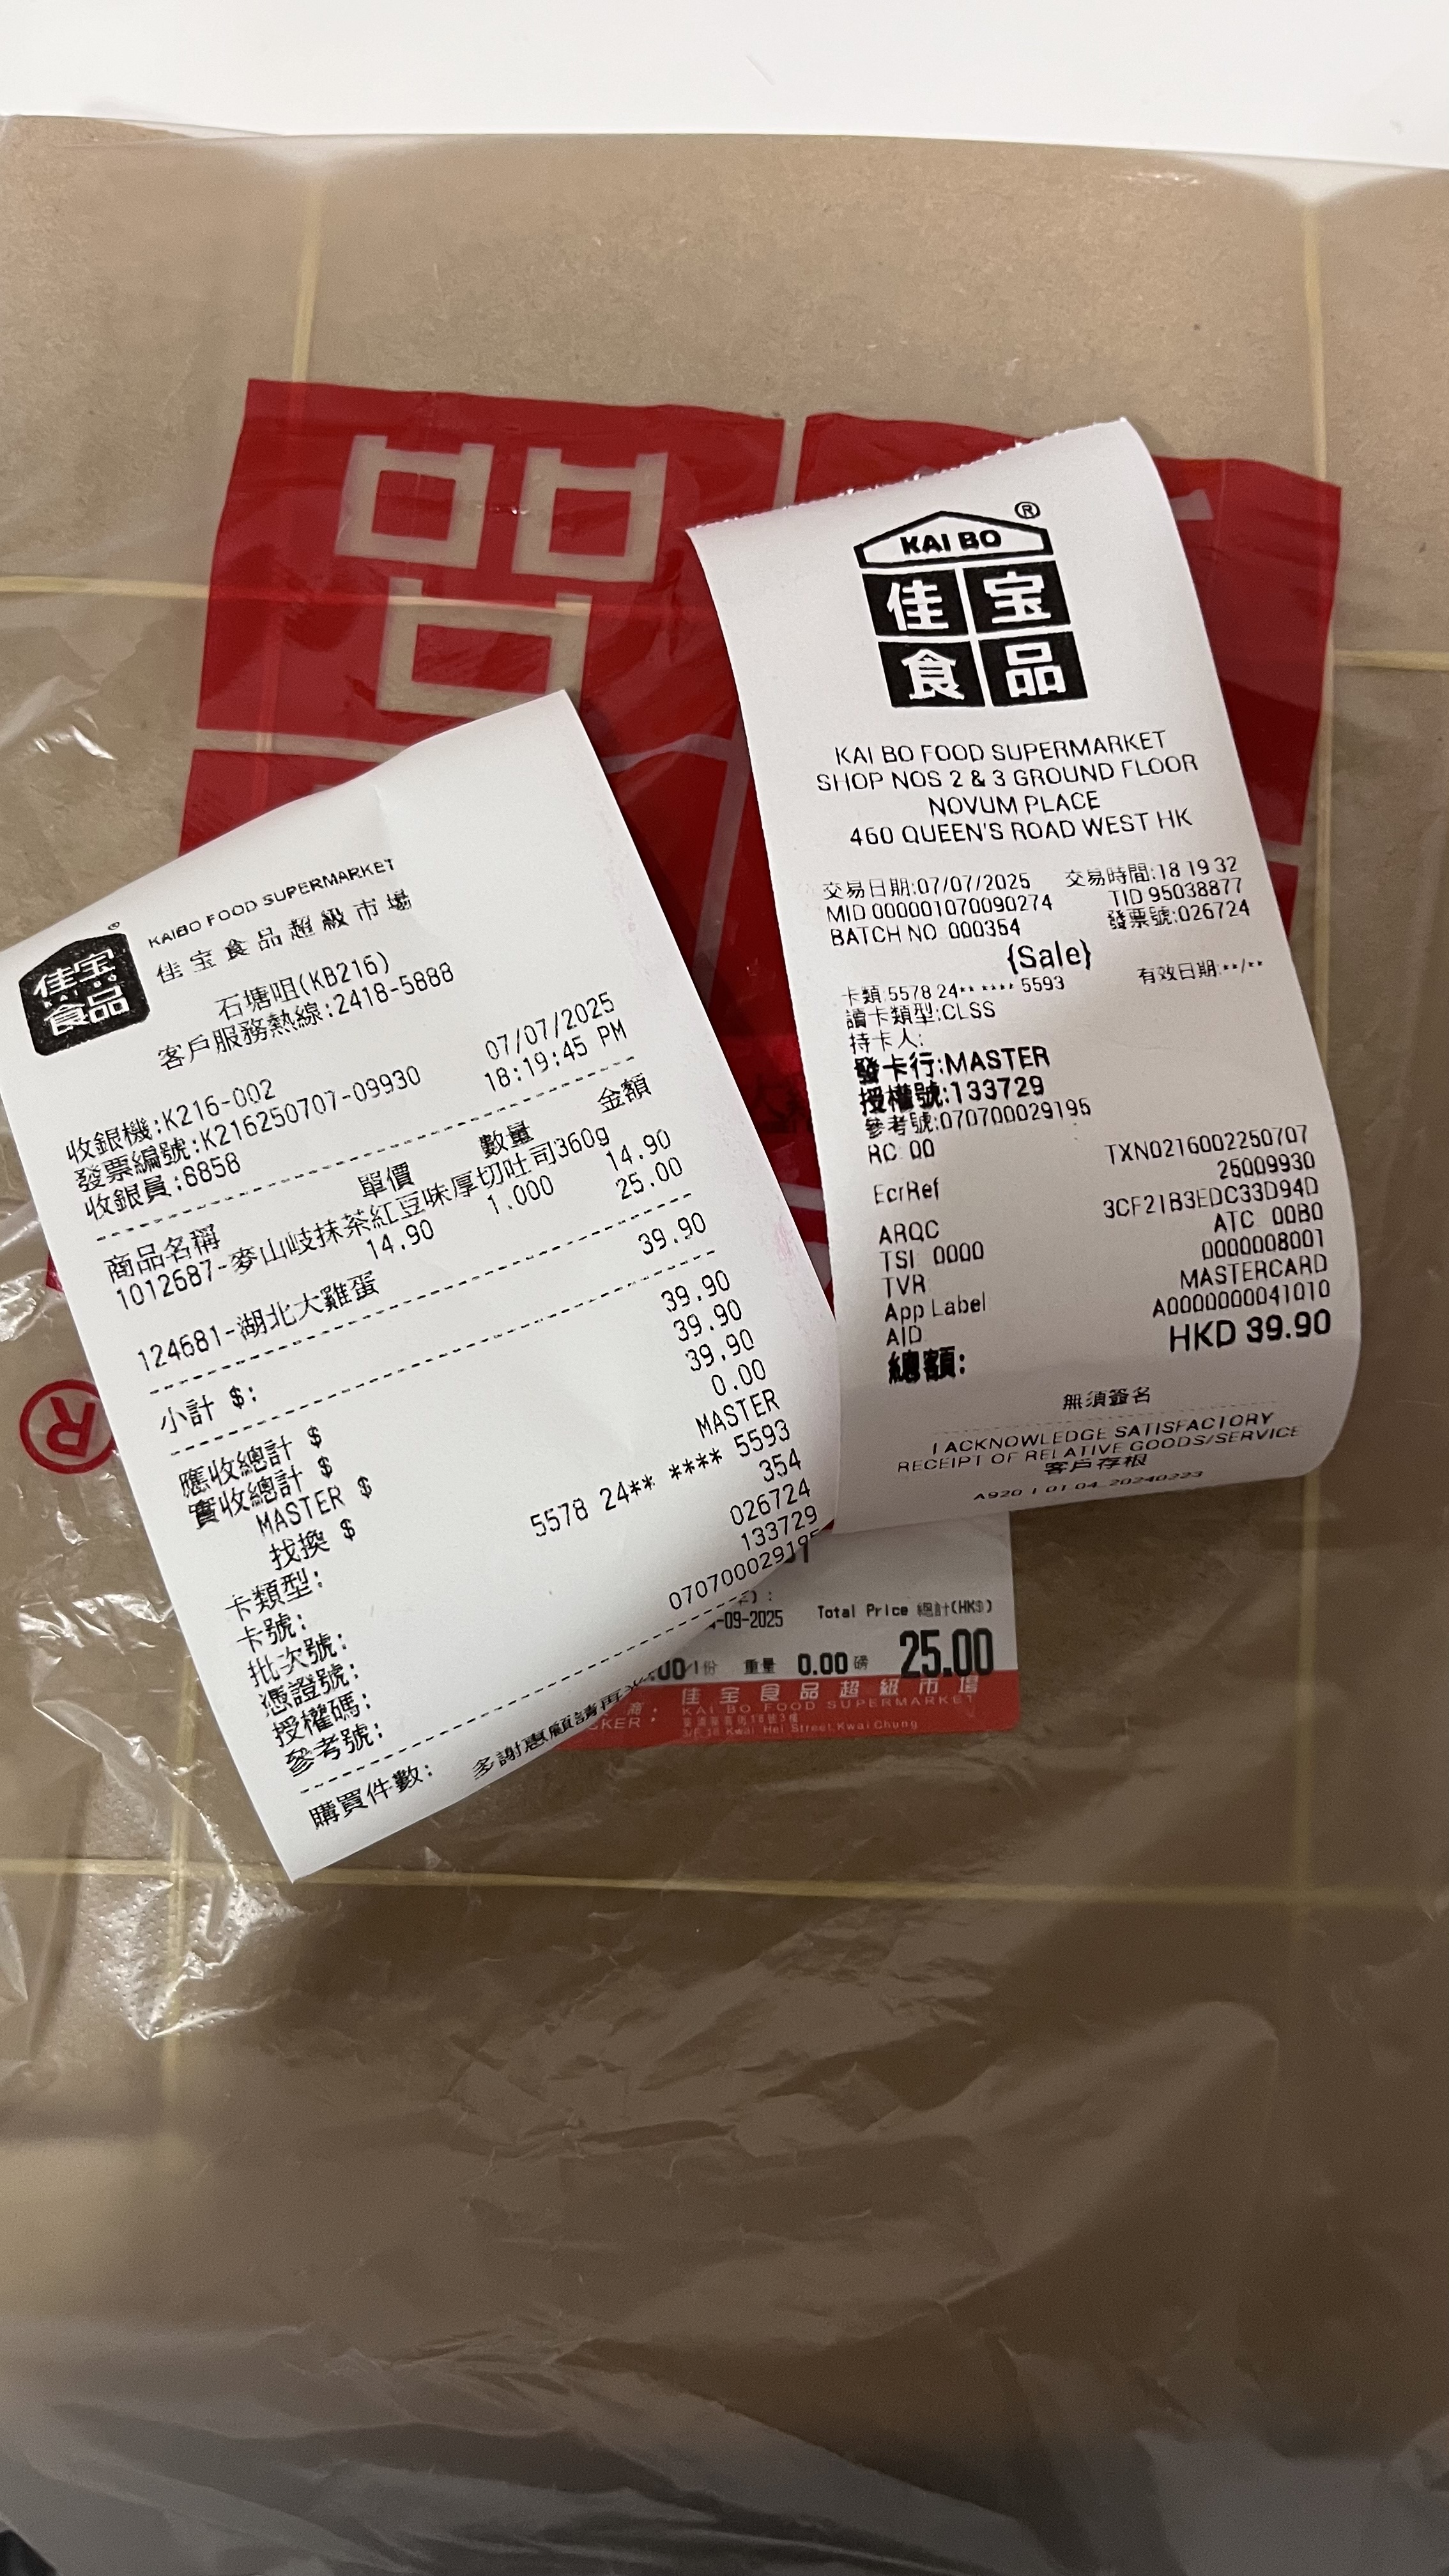 KAI BO
®
佳宝
食品
KAI BO FOOD SUPERMARKET
SHOP NOS 2 & 3 GROUND FLOOR
NOVUM PLACE
460 QUEEN'S ROAD WEST HK
交易日期:07/07/2025 交易時間:18 19 32
MID 000001070090274 TID 95038877
BATCH NO 000354 發票號:026724
{Sale}
卡類:5578 24** **** 5593 有效日期:**/**
讀卡類型:CLSS
持卡人:
發卡行:MASTER
授權號:133729
參考號:070700029195
RC 00
EcrRef TXN0216002250707
25009930
ARQC 3CF21B3EDC33D94D
TSI 0000 ATC 00B0
TVR 0000008001
App Label MASTERCARD
AID A0000000041010
總額: HKD 39.90
無須簽名
I ACKNOWLEDGE SATISFACTORY
RECEIPT OF RELATIVE GOODS/SERVICE
客戶存根
佳宝
食品
®
KAIBO FOOD SUPERMARKET
佳宝食品超級市場
石塘咀(KB216)
客戶服務熱線:2418-5888
收銀機:K216-002 07/07/2025
發票編號:K216250707-09930 18:19:45 PM
收銀員:6858
商品名稱 單價 數量 金額
1012687-麥山岐抹茶紅豆味厚切吐司360g
14.90 1.000 14.90
124681-湖北大雞蛋 25.00
小計 $: 39.90
應收總計 $ 39.90
實收總計 $ 39.90
MASTER $ 39.90
找換 $ 0.00
卡類型: MASTER
卡號: 5578 24** **** 5593
批次號: 354
憑證號: 026724
授權碼: 133729
參考號: 070700029195
購買件數:
多謝惠顧請再
-09-2025 Total Price 總計(HK$)
.00/1份 重量 0.00磅 25.00
佳宝食品超級市場
KAI BO FOOD SUPERMARKET
3/F,18 Kwai Hei Street,Kwai Chung
®